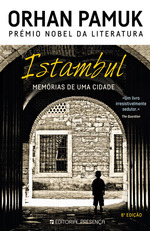 ORHAN PAMUK
PRÉMIO NOBEL DA LITERATURA
Istambul
MEMÓRIAS DE UMA CIDADE
«Um livro
irresistivelmente
sedutor.»
The Guardian
8ª EDIÇÃO
EDITORIAL PRESENÇA